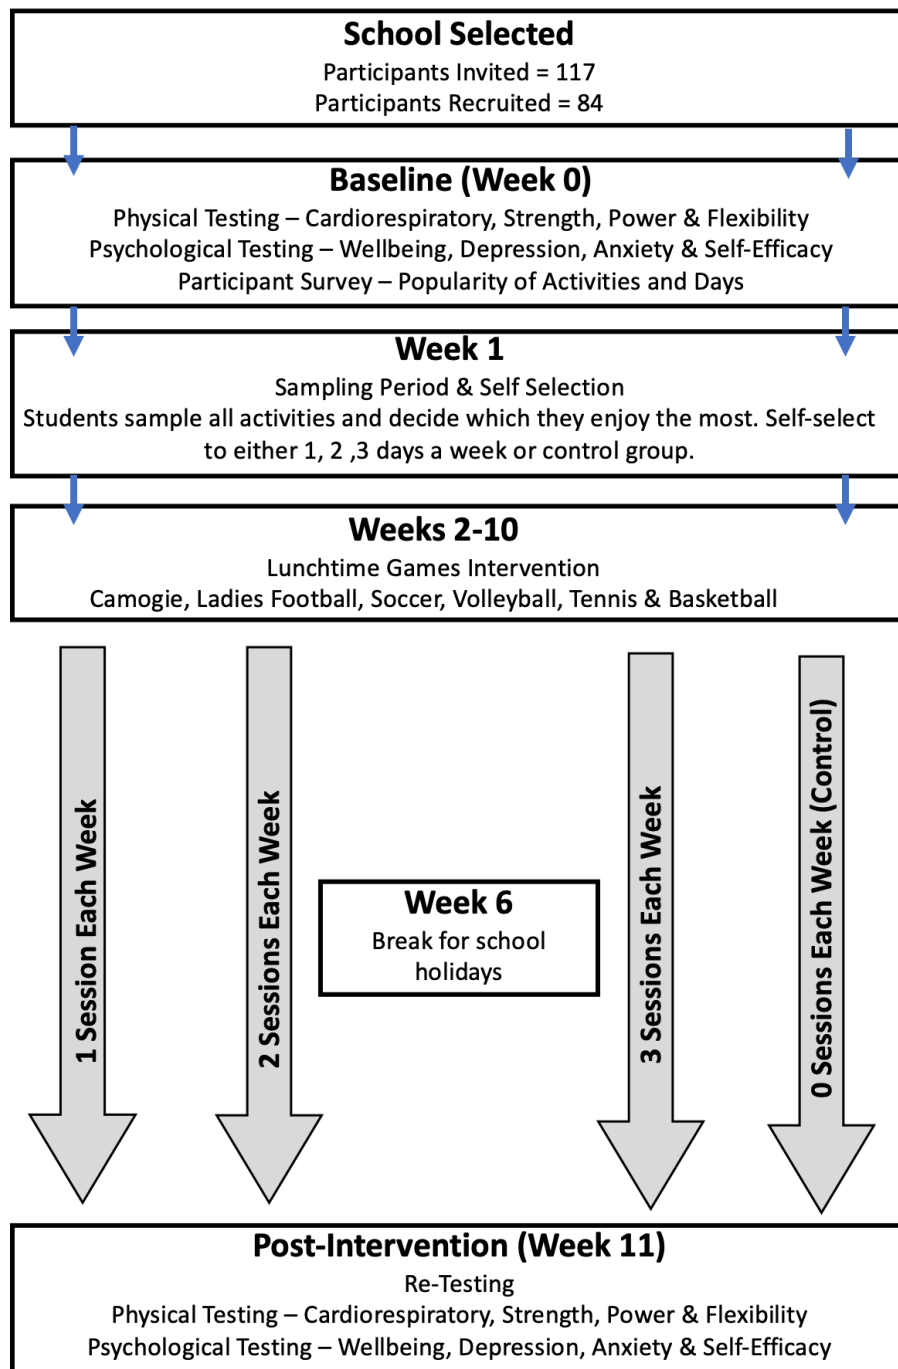 School Selected
Participants Invited = 117
Participants Recruited = 84
Baseline (Week 0)
Physical Testing – Cardiorespiratory, Strength, Power & Flexibility
Psychological Testing – Wellbeing, Depression, Anxiety & Self-Efficacy
Participant Survey – Popularity of Activities and Days
Week 1
Sampling Period & Self Selection
Students sample all activities and decide which they enjoy the most. Self-select
to either 1, 2 ,3 days a week or control group.
Weeks 2-10
Lunchtime Games Intervention
Camogie, Ladies Football, Soccer, Volleyball, Tennis & Basketball
1 Session Each Week
2 Sessions Each Week
Week 6
Break for school
holidays
3 Sessions Each Week
0 Sessions Each Week (Control)
Post-Intervention (Week 11)
Re-Testing
Physical Testing – Cardiorespiratory, Strength, Power & Flexibility
Psychological Testing – Wellbeing, Depression, Anxiety & Self-Efficacy